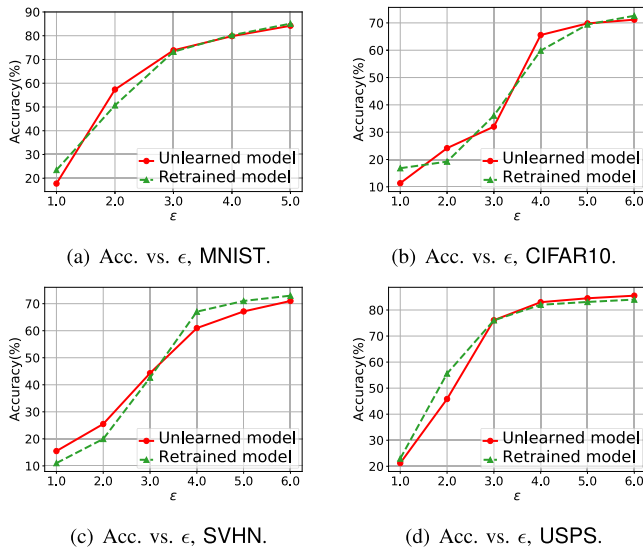 90
80
70
60
50
40
30
20
Accuracy(%)
Unlearned model
Retrained model
1.0 2.0 3.0 4.0 5.0
ε
(a) Acc. vs. ϵ, MNIST.
70
60
50
40
30
20
10
Accuracy(%)
Unlearned model
Retrained model
1.0 2.0 3.0 4.0 5.0 6.0
ε
(b) Acc. vs. ϵ, CIFAR10.
70
60
50
40
30
20
10
Accuracy(%)
Unlearned model
Retrained model
1.0 2.0 3.0 4.0 5.0 6.0
ε
(c) Acc. vs. ϵ, SVHN.
80
70
60
50
40
30
20
Accuracy(%)
Unlearned model
Retrained model
1.0 2.0 3.0 4.0 5.0 6.0
ε
(d) Acc. vs. ϵ, USPS.